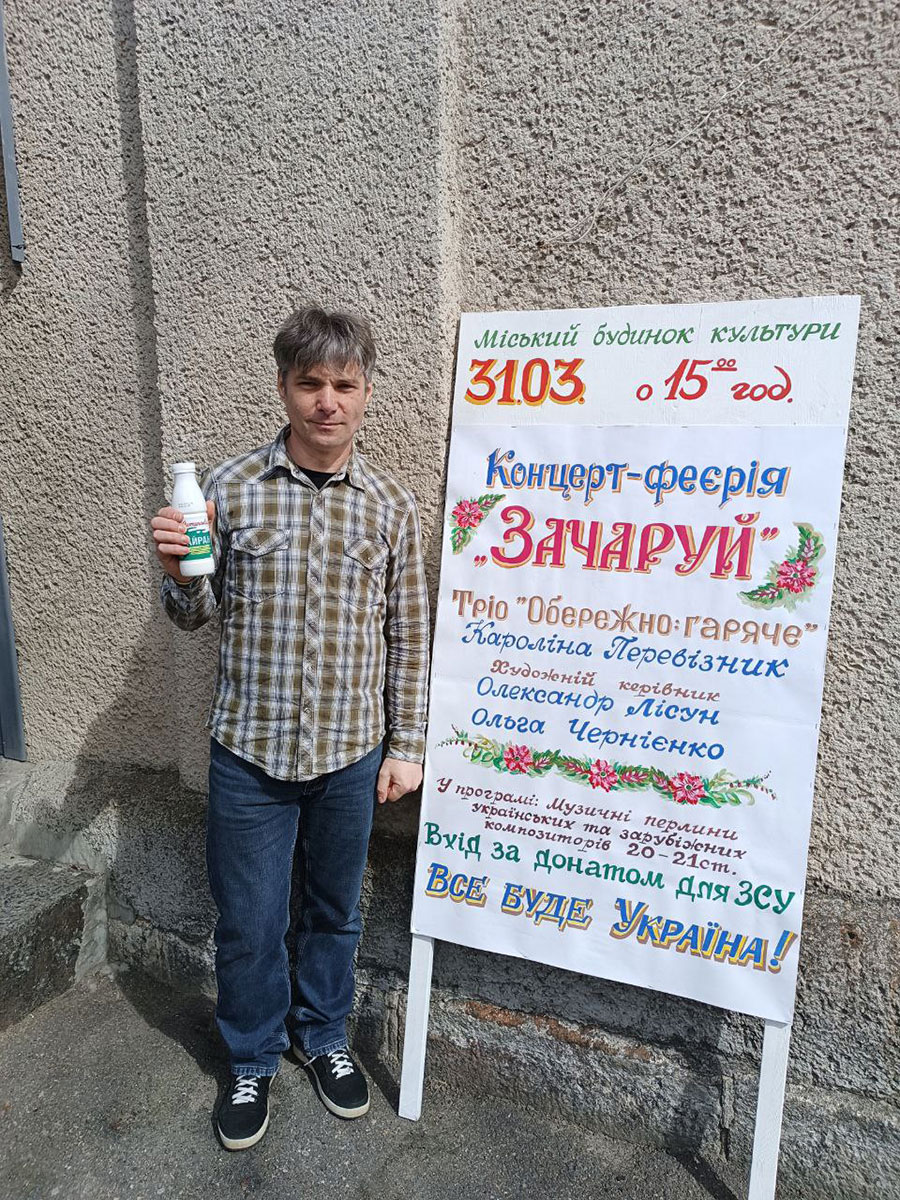 Міський будинок культури
31.03. о 15⁰⁰ год.
Концерт-феєрія
"Зачаруй"
Тріо "Обережно: гаряче"
Кароліна Перевізник
Художній керівник
Олександр Лісун
Ольга Чернієнко
У програмі: Музичні перлини
українських та зарубіжних
композиторів 20-21ст.
Вхід за донатом для ЗСУ
Все буде Україна!
АЙРАН